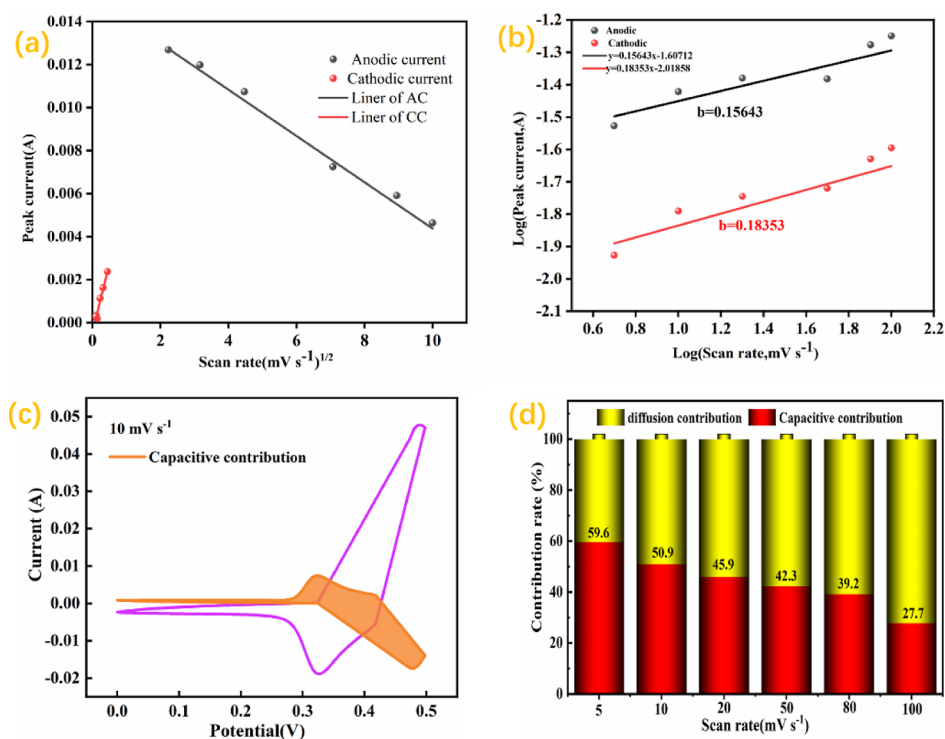 (a)
0.014
0.012
0.010
0.008
0.006
0.004
0.002
0.000
Peak current(A)
Anodic current
Cathodic current
Liner of AC
Liner of CC
0 2 4 6 8 10
Scan rate(mV s⁻¹)¹/²
(b)
-1.2
-1.3
-1.4
-1.5
-1.6
-1.7
-1.8
-1.9
-2.0
-2.1
Log(Peak current,A)
Anodic
Cathodic
y=0.15643x-1.60712
y=0.18353x-2.01858
b=0.15643
b=0.18353
0.6 0.8 1.0 1.2 1.4 1.6 1.8 2.0 2.2
Log(Scan rate,mV s⁻¹)
(c)
0.05
0.04
0.03
0.02
0.01
0.00
-0.01
-0.02
Current (A)
10 mV s⁻¹
Capacitive contribution
0.0 0.1 0.2 0.3 0.4 0.5
Potential(V)
(d)
diffusion contribution Capacitive contribution
100
80
60
40
20
0
Contribution rate (%)
59.6
50.9
45.9
42.3
39.2
27.7
5 10 20 50 80 100
Scan rate(mV s⁻¹)